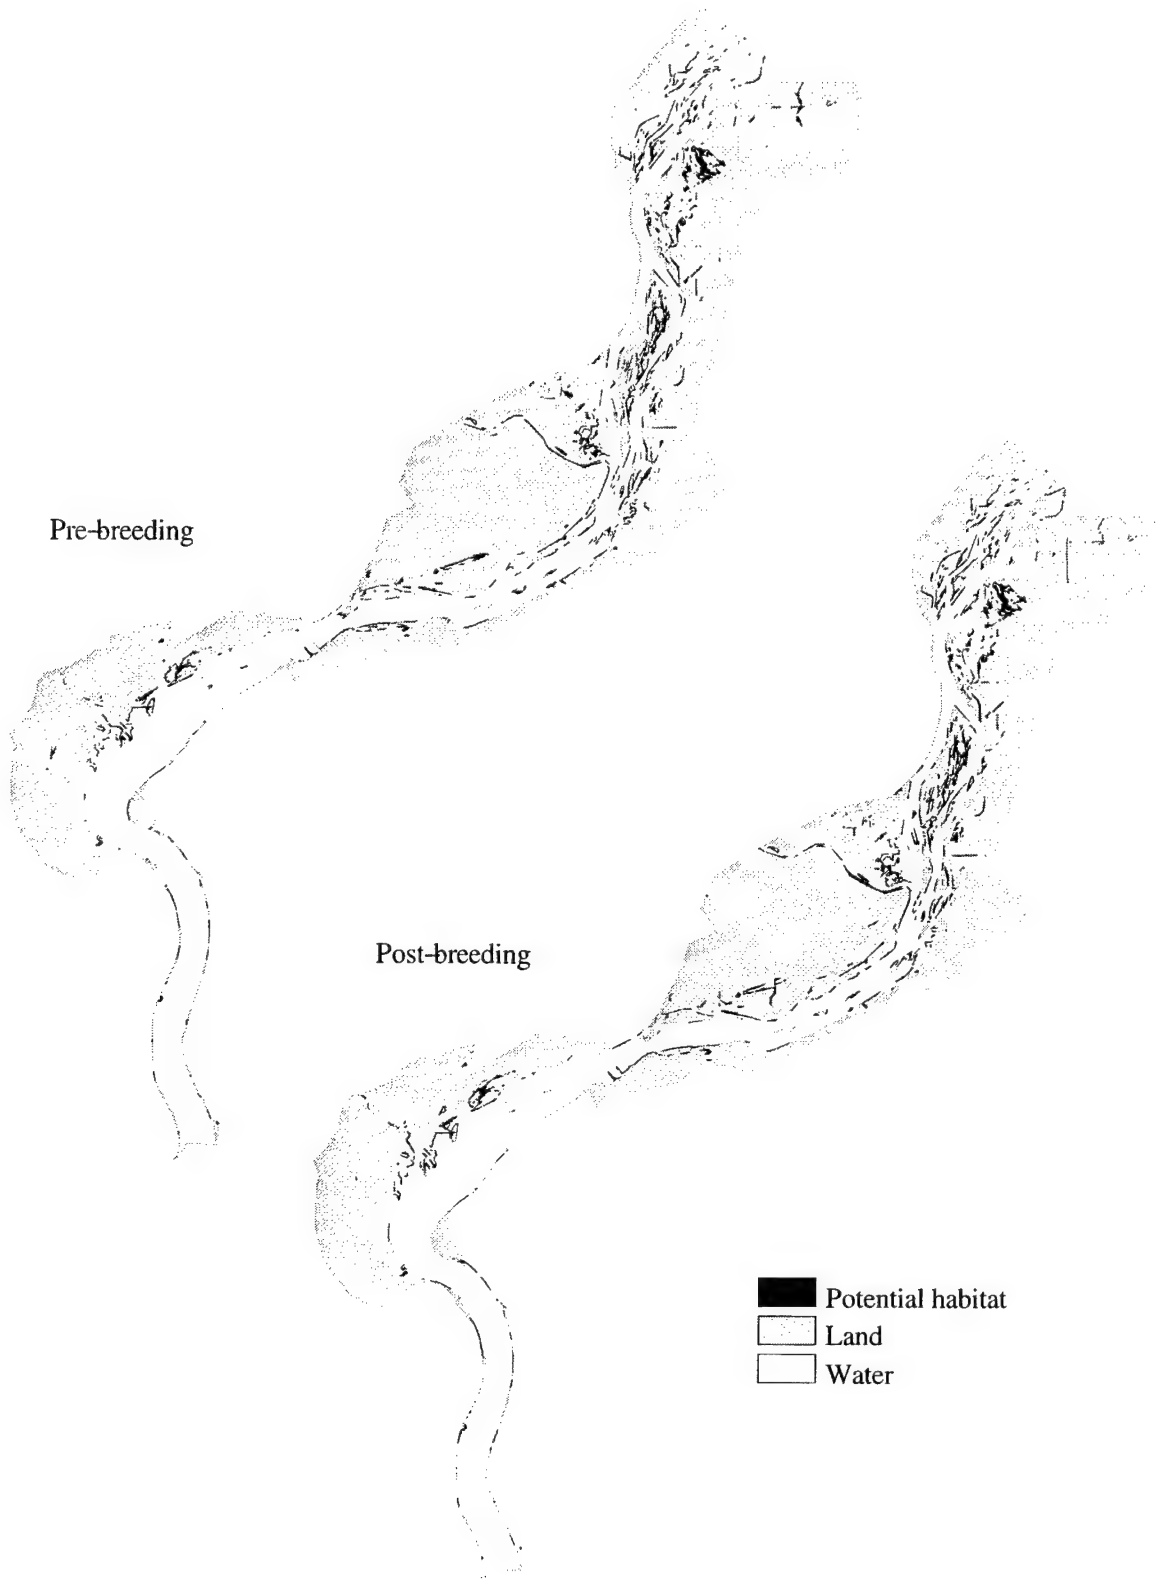 Pre-breeding
Post-breeding
Potential habitat
Land
Water